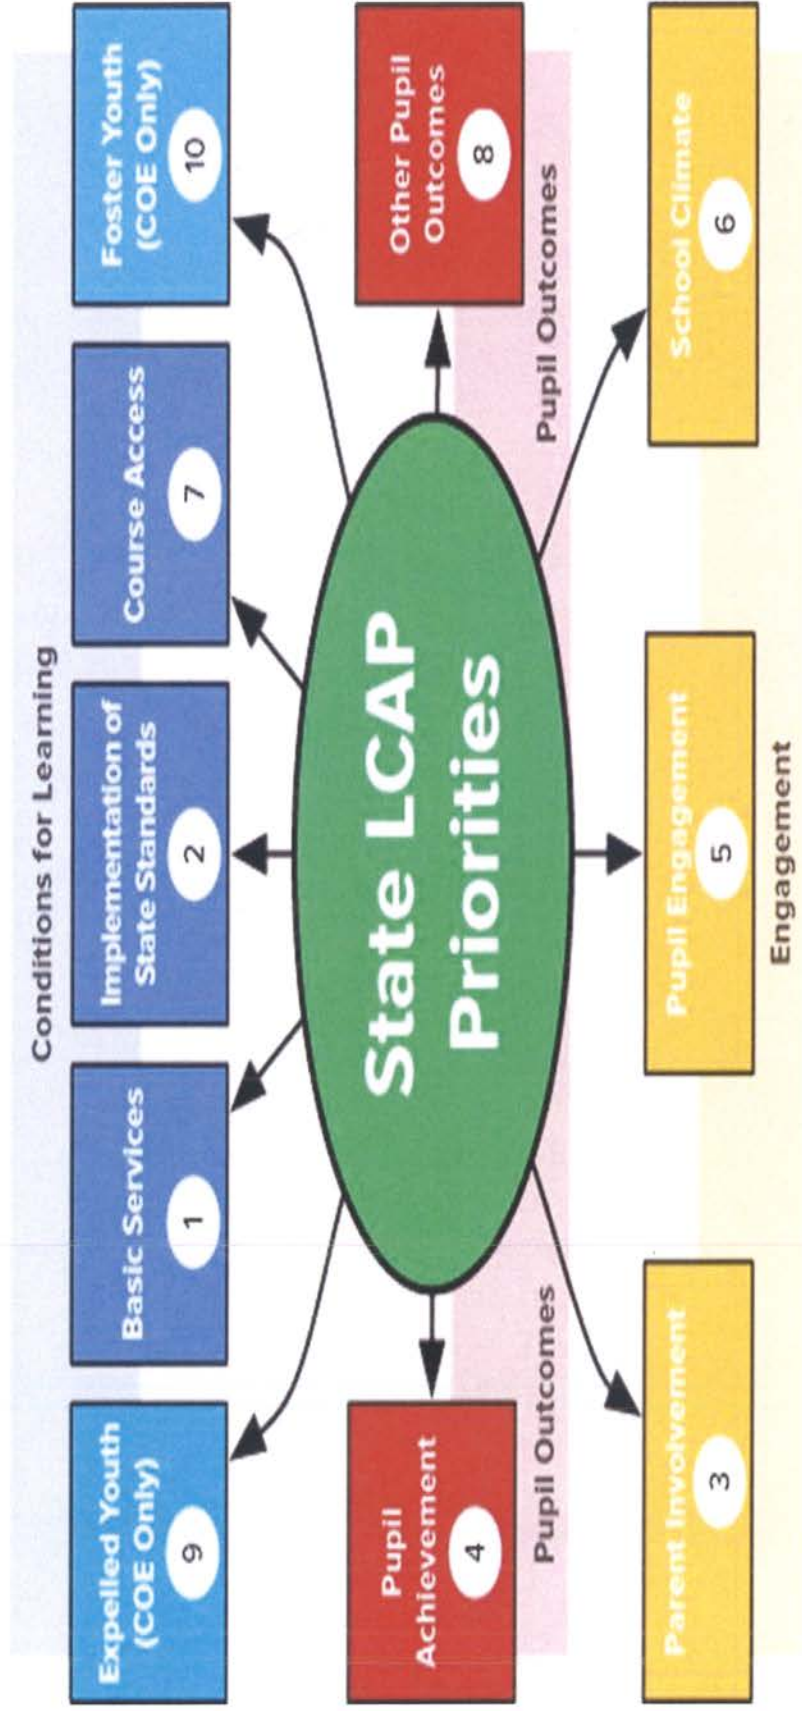 Conditions for Learning
Expelled Youth
(COE Only)
9
Basic Services
1
Implementation of
State Standards
2
Course Access
7
Foster Youth
(COE Only)
10
Pupil
Achievement
4
Pupil Outcomes
State LCAP
Priorities
Other Pupil
Outcomes
8
Pupil Outcomes
Parent Involvement
3
Pupil Engagement
5
School Climate
6
Engagement